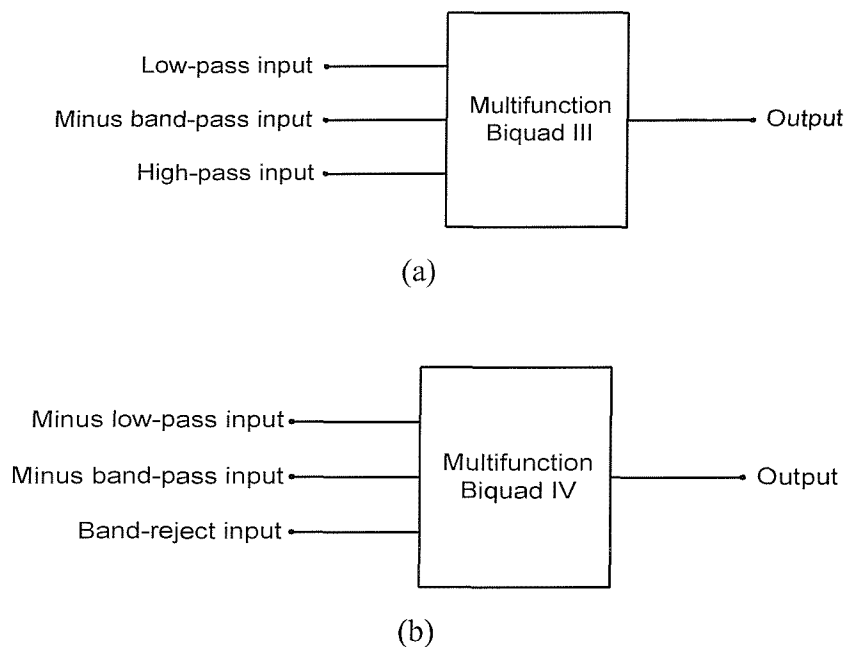 Low-pass input
Minus band-pass input
High-pass input
Multifunction
Biquad III
Output
(a)
Minus low-pass input
Minus band-pass input
Band-reject input
Multifunction
Biquad IV
Output
(b)